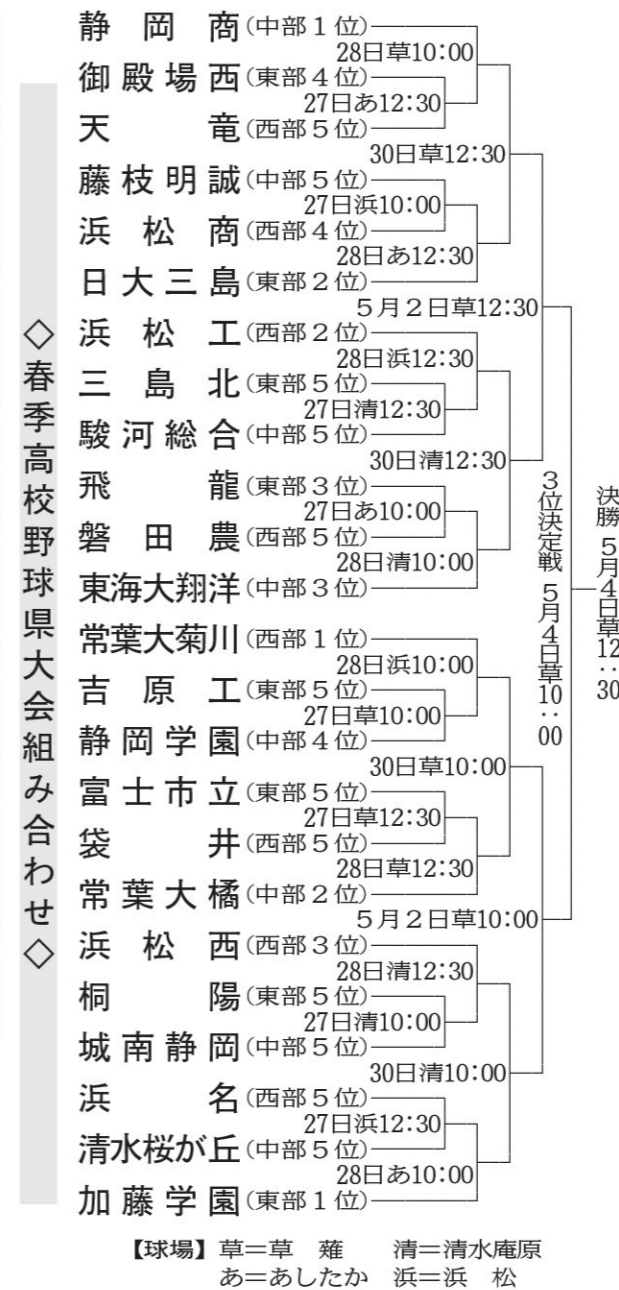 ◇春季高校野球県大会組み合わせ◇
静岡商(中部1位)
28日草10:00
御殿場西(東部4位)
27日あ12:30
天竜(西部5位)
30日草12:30
藤枝明誠(中部5位)
27日浜10:00
浜松商(西部4位)
28日あ12:30
日大三島(東部2位)
5月2日草12:30
浜松工(西部2位)
28日浜12:30
三島北(東部5位)
27日清12:30
駿河総合(中部5位)
30日清12:30
飛龍(東部3位)
27日あ10:00
磐田農(西部5位)
28日清10:00
東海大翔洋(中部3位)
常葉大菊川(西部1位)
28日浜10:00
吉原工(東部5位)
27日草10:00
静岡学園(中部4位)
30日草10:00
富士市立(東部5位)
27日草12:30
袋井(西部5位)
28日草12:30
常葉大橘(中部2位)
5月2日草10:00
浜松西(西部3位)
28日清12:30
桐陽(東部5位)
27日清10:00
城南静岡(中部5位)
30日清10:00
浜名(西部5位)
27日浜12:30
清水桜が丘(中部5位)
28日あ10:00
加藤学園(東部1位)
決勝 5月4日草12:30
3位決定戦 5月4日草10:00
【球場】草=草薙 清=清水庵原
あ=あしたか 浜=浜松